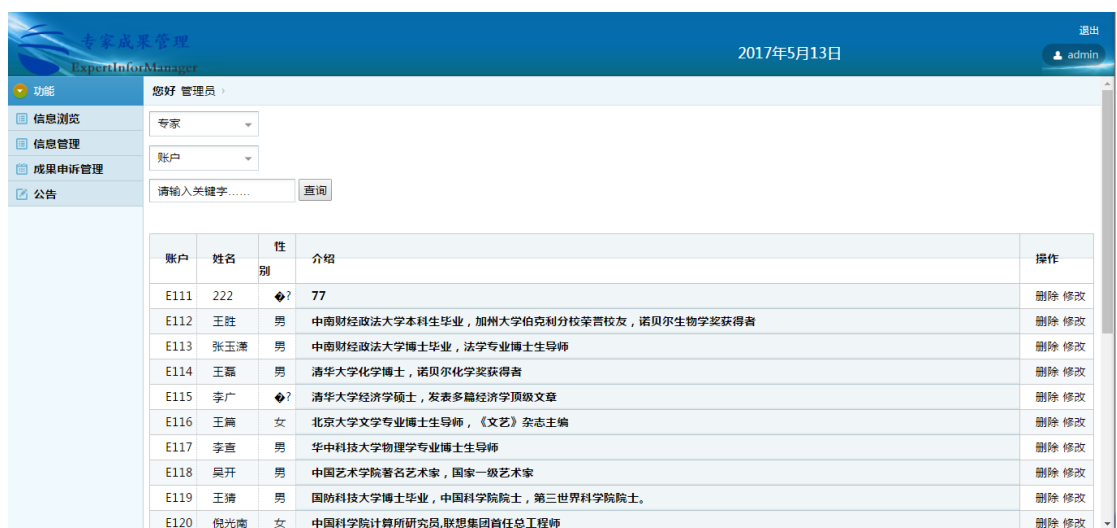 专家成果管理
ExpertInforManager
2017年5月13日
退出
admin
功能
您好 管理员 ›
信息浏览
信息管理
成果申诉管理
公告
专家
账户
请输入关键字…… 查询
账户 姓名 性别 介绍 操作
E111 222 �? 77 删除 修改
E112 王胜 男 中南财经政法大学本科生毕业，加州大学伯克利分校荣誉校友，诺贝尔生物学奖获得者 删除 修改
E113 张玉潇 男 中南财经政法大学博士毕业，法学专业博士生导师 删除 修改
E114 王磊 男 清华大学化学博士，诺贝尔化学奖获得者 删除 修改
E115 李广 �? 清华大学经济学硕士，发表多篇经济学顶级文章 删除 修改
E116 王篇 女 北京大学文学专业博士生导师，《文艺》杂志主编 删除 修改
E117 李查 男 华中科技大学物理学专业博士生导师 删除 修改
E118 吴开 男 中国艺术学院著名艺术家，国家一级艺术家 删除 修改
E119 王猜 男 国防科技大学博士毕业，中国科学院院士，第三世界科学院院士。 删除 修改
E120 倪光南 女 中国科学院计算所研究员,联想集团首任总工程师 删除 修改